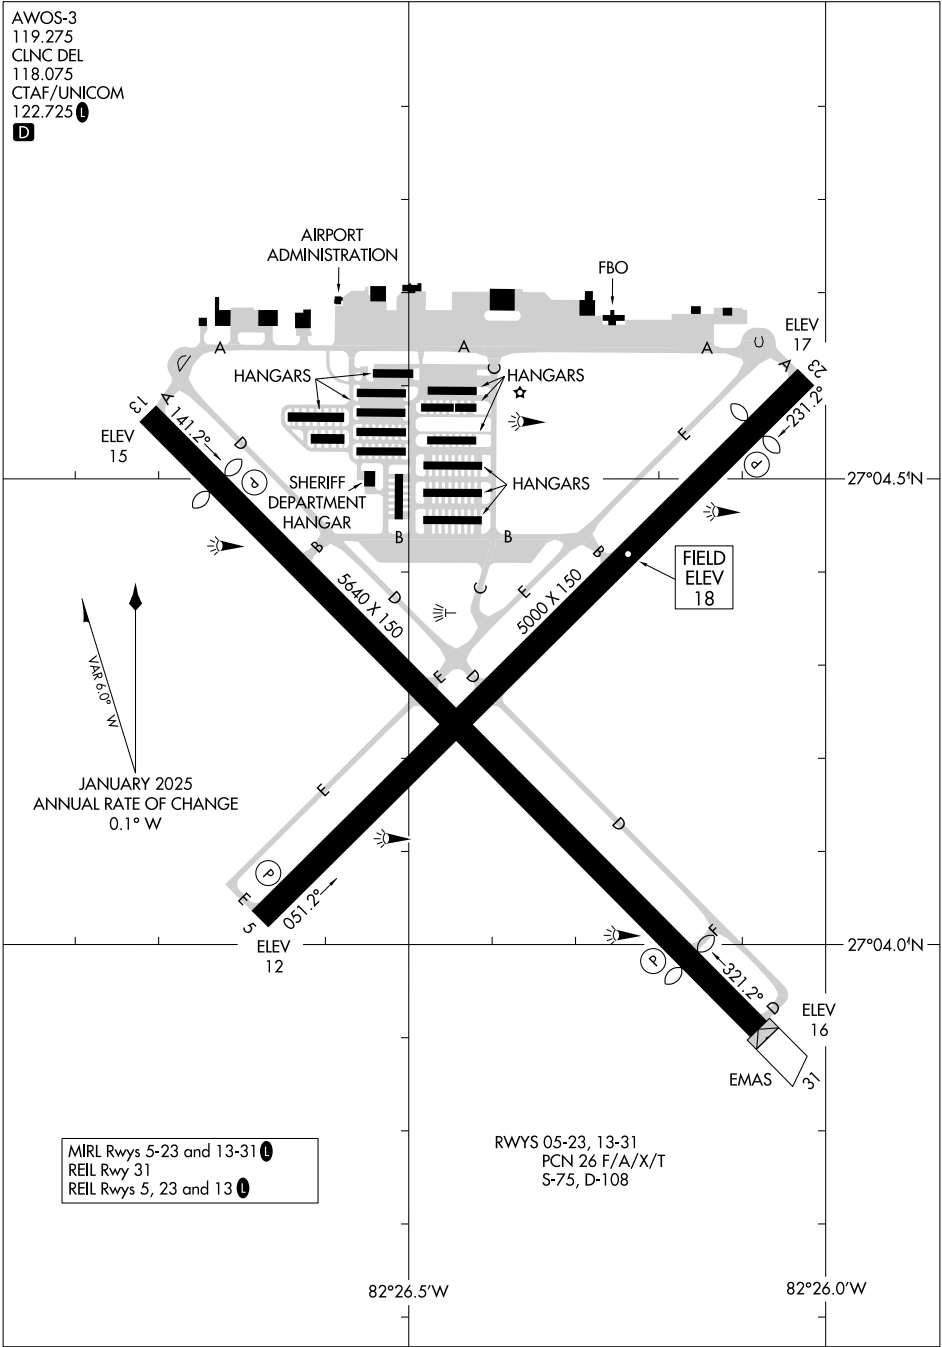 AWOS-3
119.275
CLNC DEL
118.075
CTAF/UNICOM
122.725 L
D
AIRPORT
ADMINISTRATION
FBO
ELEV
17
23
A
A
A
C
D
C
A
231.2°
HANGARS
HANGARS
13
A
141.2°
D
E
ELEV
15
P
P
SHERIFF
DEPARTMENT
HANGAR
HANGARS
27°04.5'N
B
B
B
B
FIELD
ELEV
18
5640 X 150
5000 X 150
D
C
E
VAR 6.0° W
E
D
JANUARY 2025
ANNUAL RATE OF CHANGE
0.1° W
E
D
P
E
5
051.2°
ELEV
12
F
27°04.0'N
P
321.2°
D
ELEV
16
EMAS
31
MIRL Rwys 5-23 and 13-31 L
REIL Rwy 31
REIL Rwys 5, 23 and 13 L
RWYS 05-23, 13-31
PCN 26 F/A/X/T
S-75, D-108
82°26.5'W
82°26.0'W